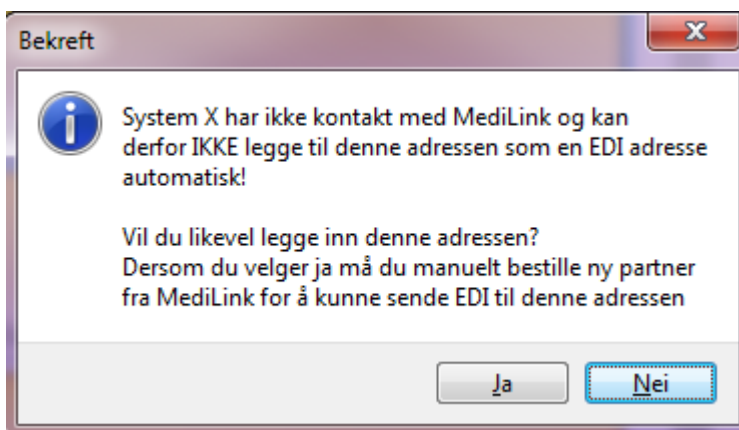 Bekreft
System X har ikke kontakt med MediLink og kan
derfor IKKE legge til denne adressen som en EDI adresse
automatisk!
Vil du likevel legge inn denne adressen?
Dersom du velger ja må du manuelt bestille ny partner
fra MediLink for å kunne sende EDI til denne adressen
Ja
Nei